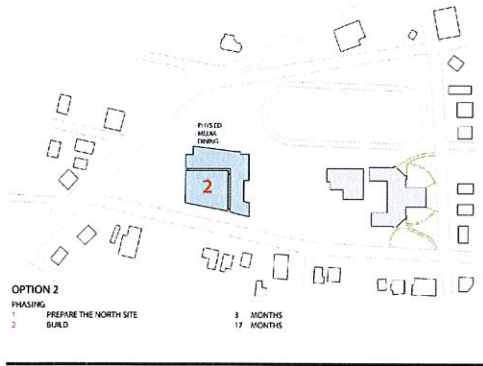 - PHYS ED
- MEDIA
DINING
2
OPTION 2
PHASING
1 PREPARE THE NORTH SITE 3 MONTHS
2 BUILD 17 MONTHS